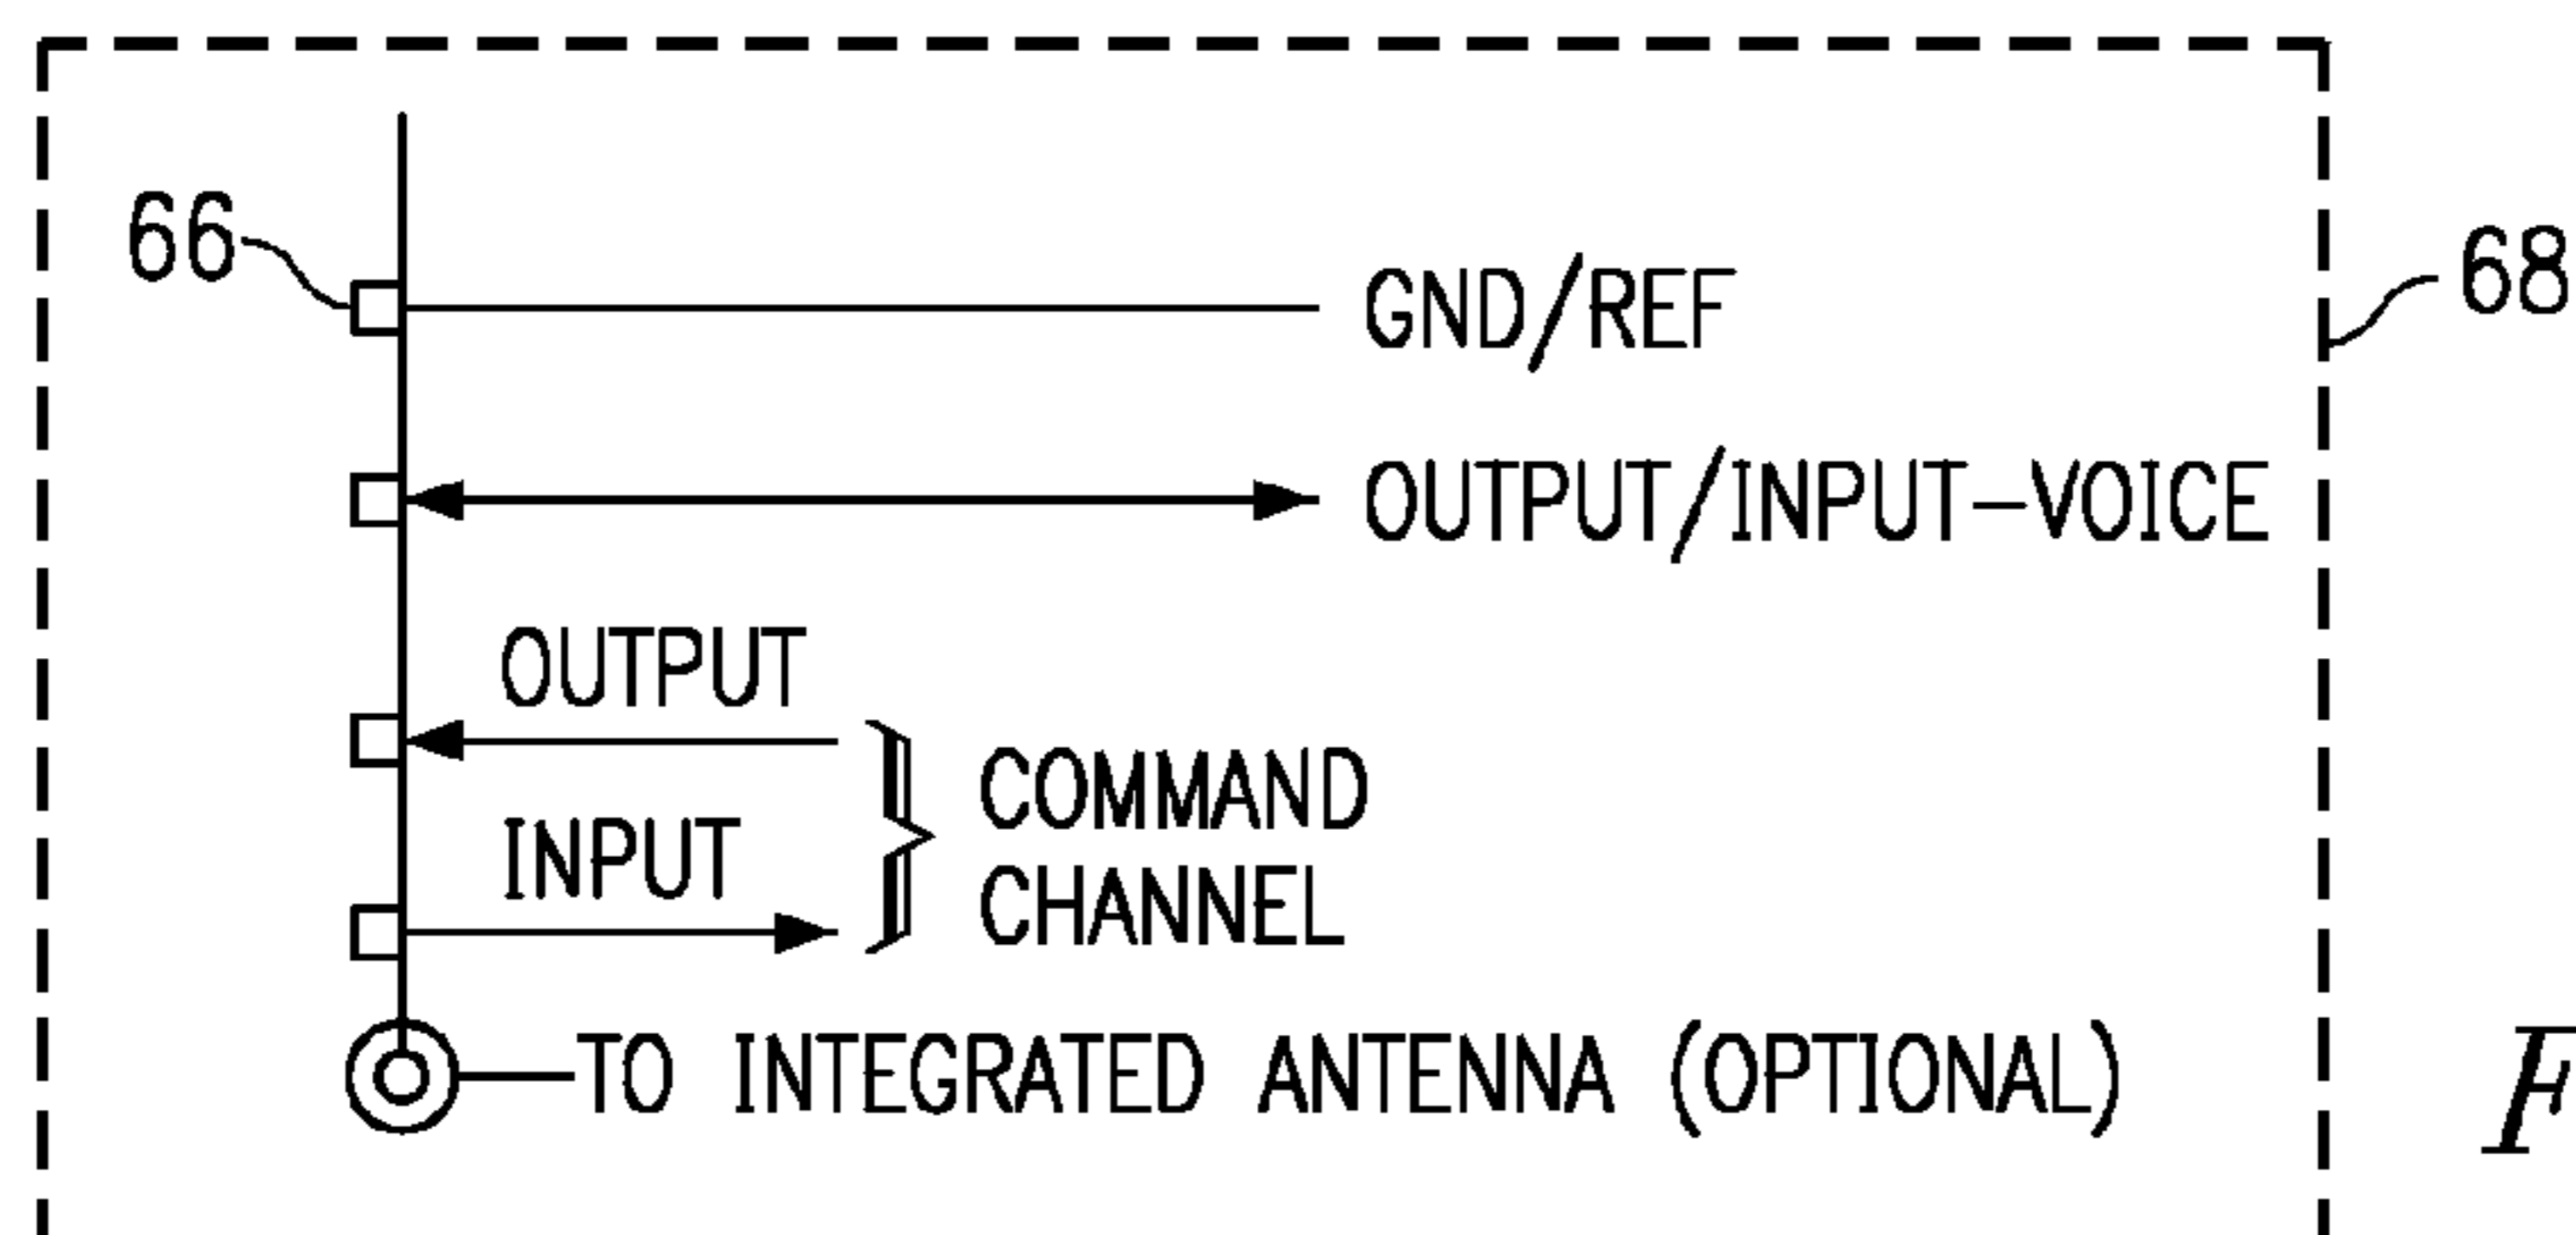 66
GND/REF
68
OUTPUT/INPUT-VOICE
OUTPUT
INPUT
COMMAND
CHANNEL
TO INTEGRATED ANTENNA (OPTIONAL)
F